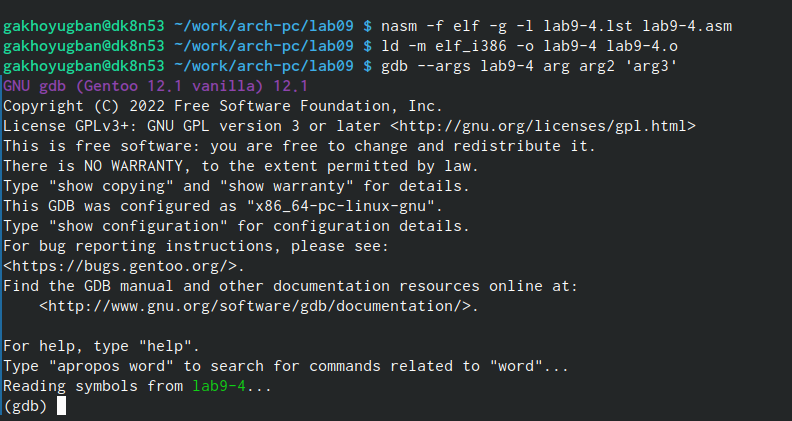 gakhoyugban@dk8n53 ~/work/arch-pc/lab09 $ nasm -f elf -g -l lab9-4.lst lab9-4.asm
gakhoyugban@dk8n53 ~/work/arch-pc/lab09 $ ld -m elf_i386 -o lab9-4 lab9-4.o
gakhoyugban@dk8n53 ~/work/arch-pc/lab09 $ gdb --args lab9-4 arg arg2 'arg3'
GNU gdb (Gentoo 12.1 vanilla) 12.1
Copyright (C) 2022 Free Software Foundation, Inc.
License GPLv3+: GNU GPL version 3 or later <http://gnu.org/licenses/gpl.html>
This is free software: you are free to change and redistribute it.
There is NO WARRANTY, to the extent permitted by law.
Type "show copying" and "show warranty" for details.
This GDB was configured as "x86_64-pc-linux-gnu".
Type "show configuration" for configuration details.
For bug reporting instructions, please see:
<https://bugs.gentoo.org/>.
Find the GDB manual and other documentation resources online at:
    <http://www.gnu.org/software/gdb/documentation/>.

For help, type "help".
Type "apropos word" to search for commands related to "word"...
Reading symbols from lab9-4...
(gdb)